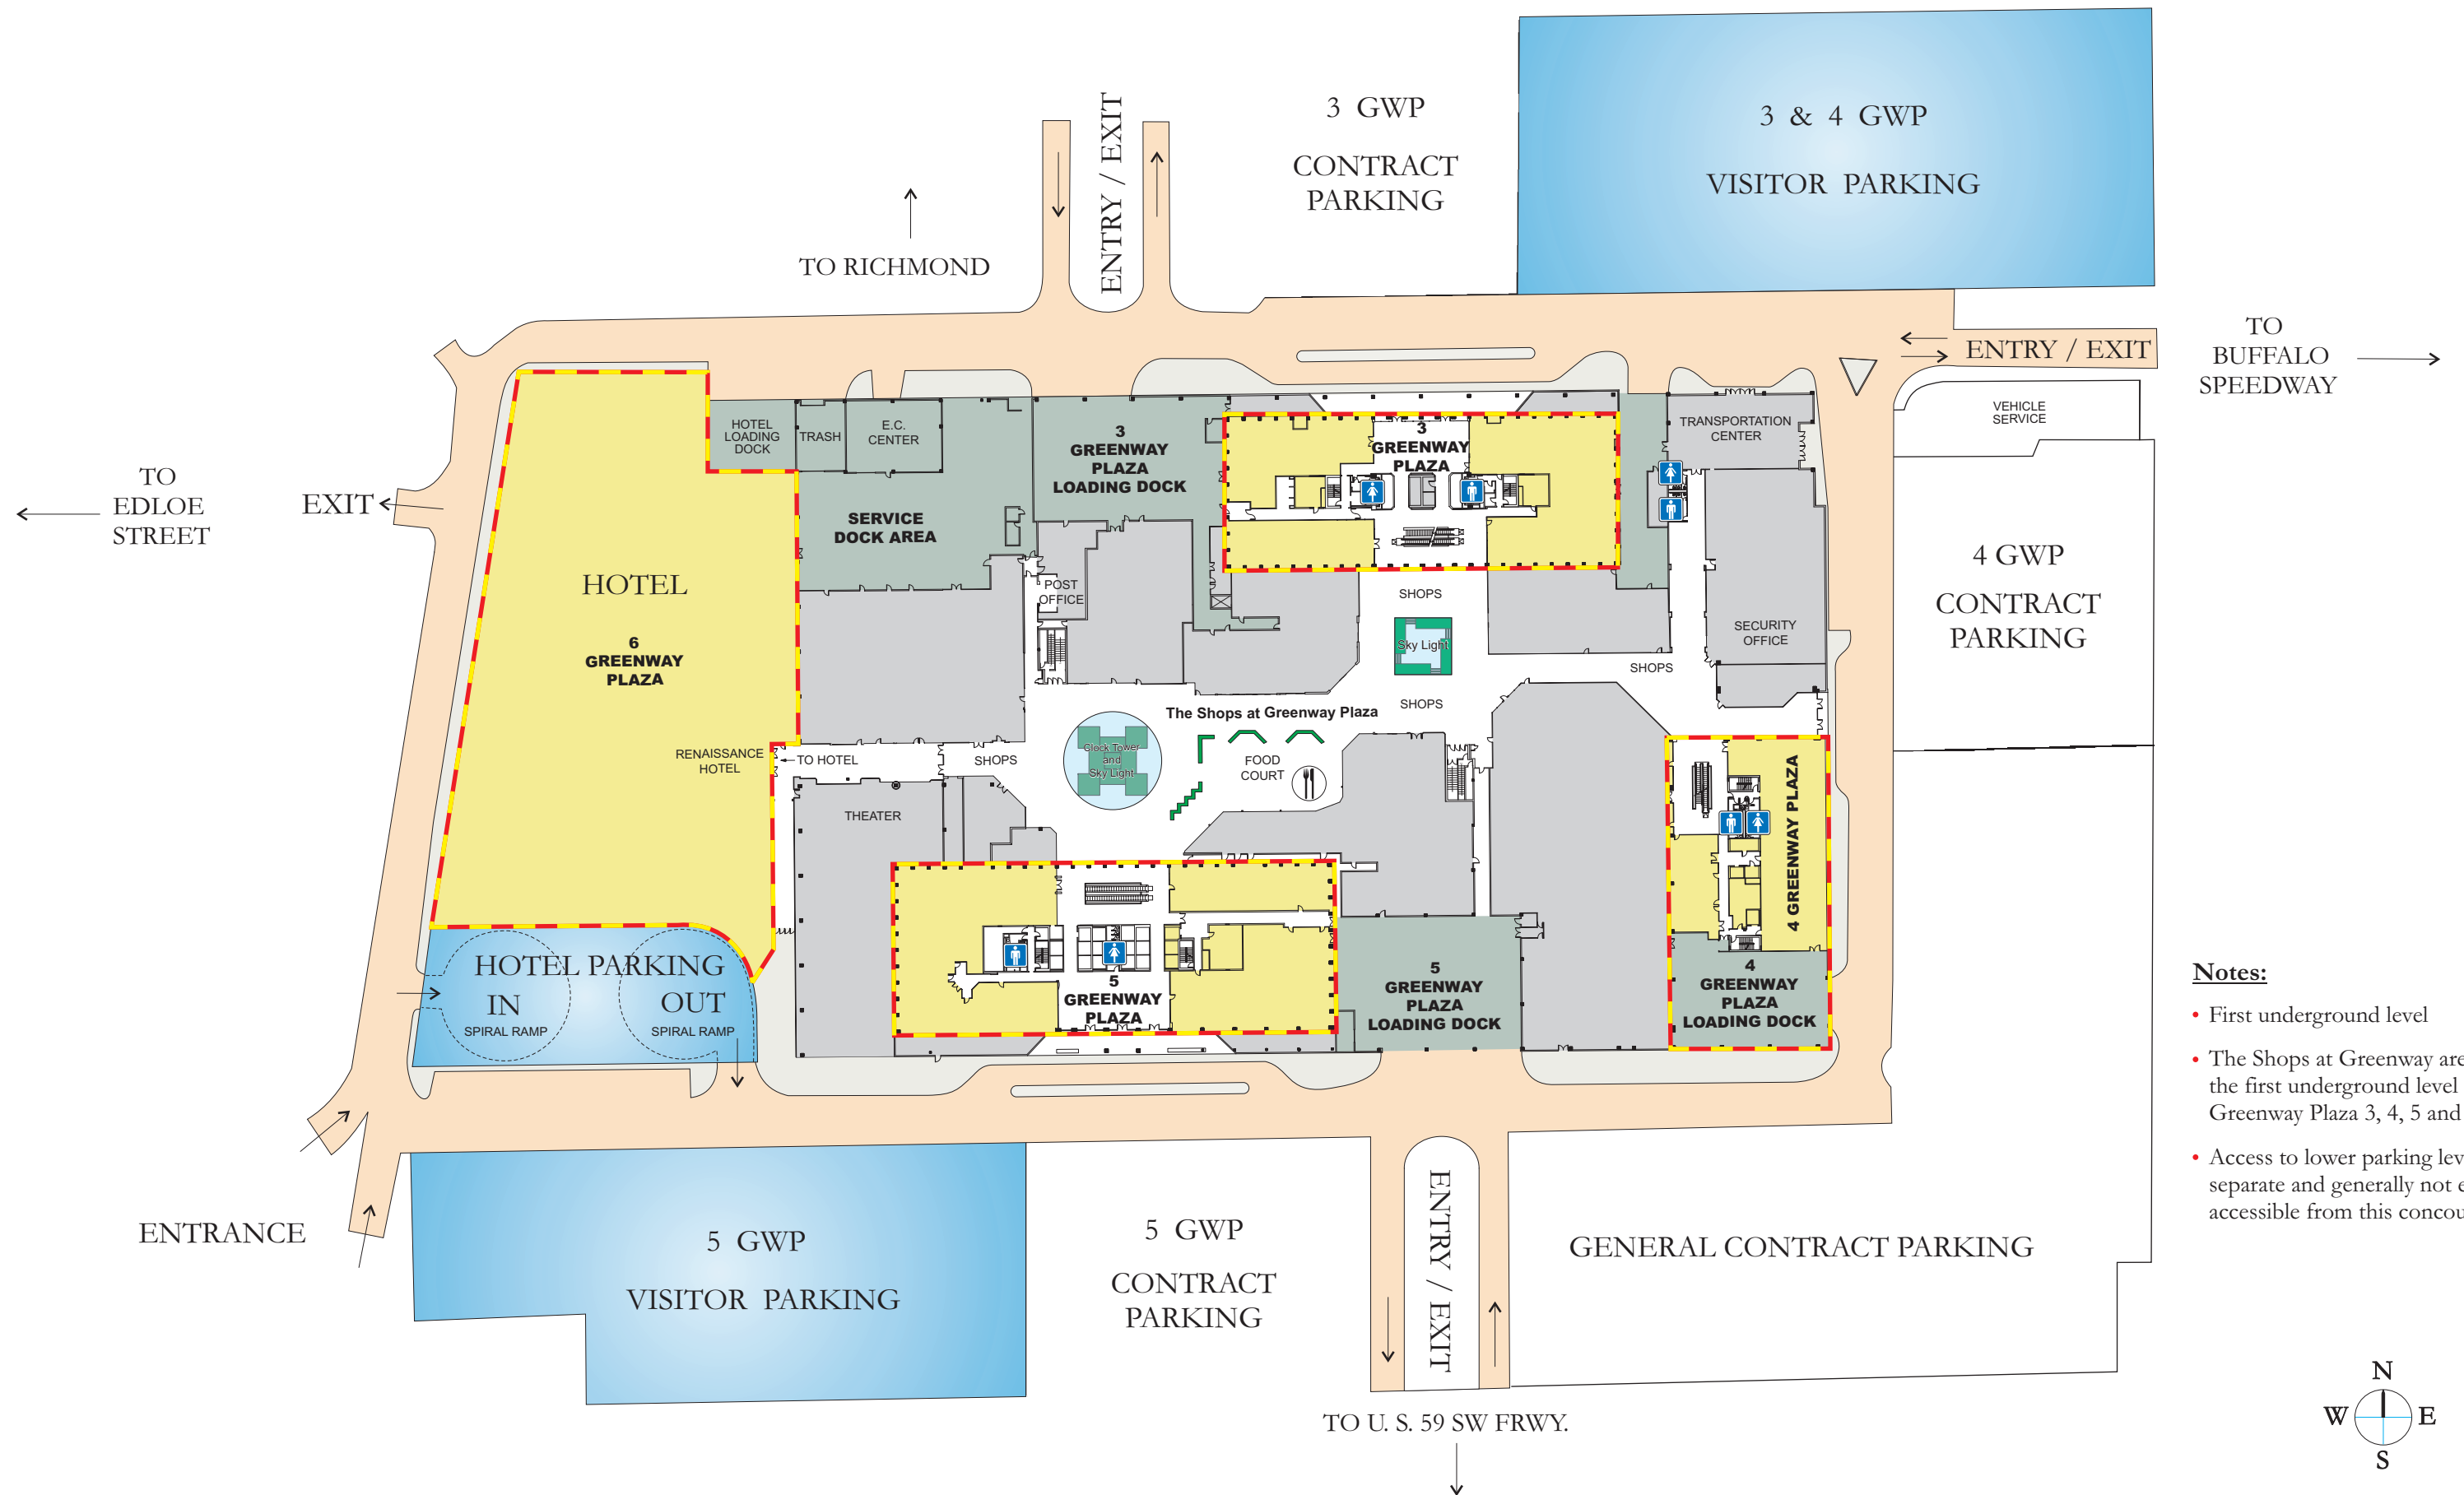 3 GWP
CONTRACT
PARKING
3 & 4 GWP
VISITOR PARKING
ENTRY / EXIT
TO RICHMOND
TO
BUFFALO
SPEEDWAY
ENTRY / EXIT
VEHICLE
SERVICE
HOTEL
LOADING
DOCK
TRASH
E.C.
CENTER
3
GREENWAY
PLAZA
LOADING DOCK
3
GREENWAY
PLAZA
TRANSPORTATION
CENTER
TO
EDLOE
STREET
EXIT
SERVICE
DOCK AREA
4 GWP
CONTRACT
PARKING
HOTEL
6
GREENWAY
PLAZA
POST
OFFICE
SHOPS
Sky Light
SECURITY
OFFICE
SHOPS
SHOPS
The Shops at Greenway Plaza
RENAISSANCE
HOTEL
TO HOTEL
SHOPS
Clock Tower
and
Sky Light
FOOD
COURT
THEATER
4 GREENWAY PLAZA
HOTEL PARKING
IN
OUT
SPIRAL RAMP
SPIRAL RAMP
5
GREENWAY
PLAZA
5
GREENWAY
PLAZA
LOADING DOCK
4
GREENWAY
PLAZA
LOADING DOCK
Notes:
• First underground level
• The Shops at Greenway are
the first underground level
Greenway Plaza 3, 4, 5 and
• Access to lower parking
separate and generally not
accessible from this
ENTRANCE
5 GWP
VISITOR PARKING
5 GWP
CONTRACT
PARKING
ENTRY / EXIT
GENERAL CONTRACT PARKING
TO U. S. 59 SW FRWY.
N
W E
S